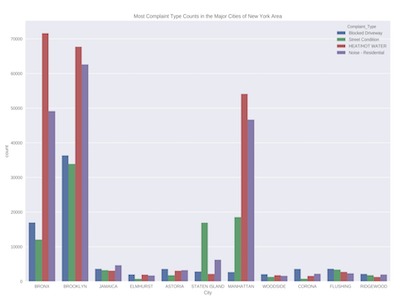 Most Complaint Type Counts in the Major Cities of New York Area
Complaint_Type
Blocked Driveway
Street Condition
HEAT/HOT WATER
Noise - Residential
70000
60000
50000
40000
30000
20000
10000
0
count
BRONX BROOKLYN JAMAICA ELMHURST ASTORIA STATEN ISLAND MANHATTAN WOODSIDE CORONA FLUSHING RIDGEWOOD
City